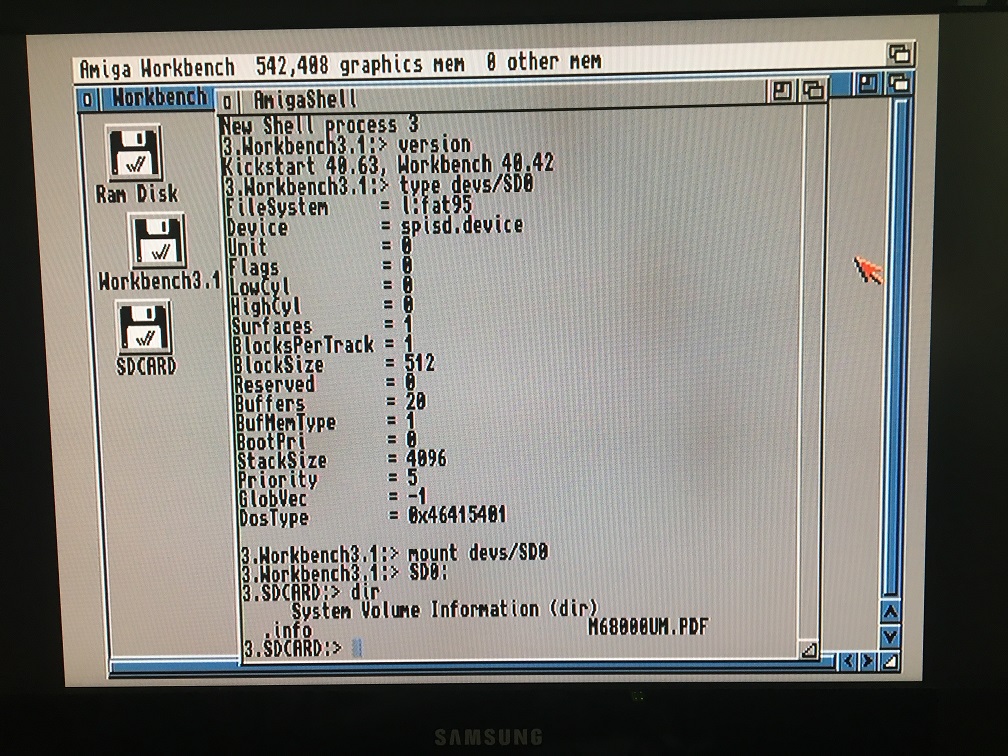 Amiga Workbench 542,408 graphics mem 0 other mem
Workbench
AmigaShell
Ram Disk
Workbench3.1
SDCARD
New Shell process 3
3.Workbench3.1:> version
Kickstart 40.63, Workbench 40.42
3.Workbench3.1:> type devs/SD0
FileSystem = l:fat95
Device = spisd.device
Unit = 0
Flags = 0
LowCyl = 0
HighCyl = 0
Surfaces = 1
BlocksPerTrack = 1
BlockSize = 512
Reserved = 0
Buffers = 20
BufMemType = 1
BootPri = 0
StackSize = 4096
Priority = 5
GlobVec = -1
DosType = 0x46415401
3.Workbench3.1:> mount devs/SD0
3.Workbench3.1:> SD0:
3.SDCARD:> dir
System Volume Information (dir)
.info M68000UM.PDF
3.SDCARD:>
SAMSUNG